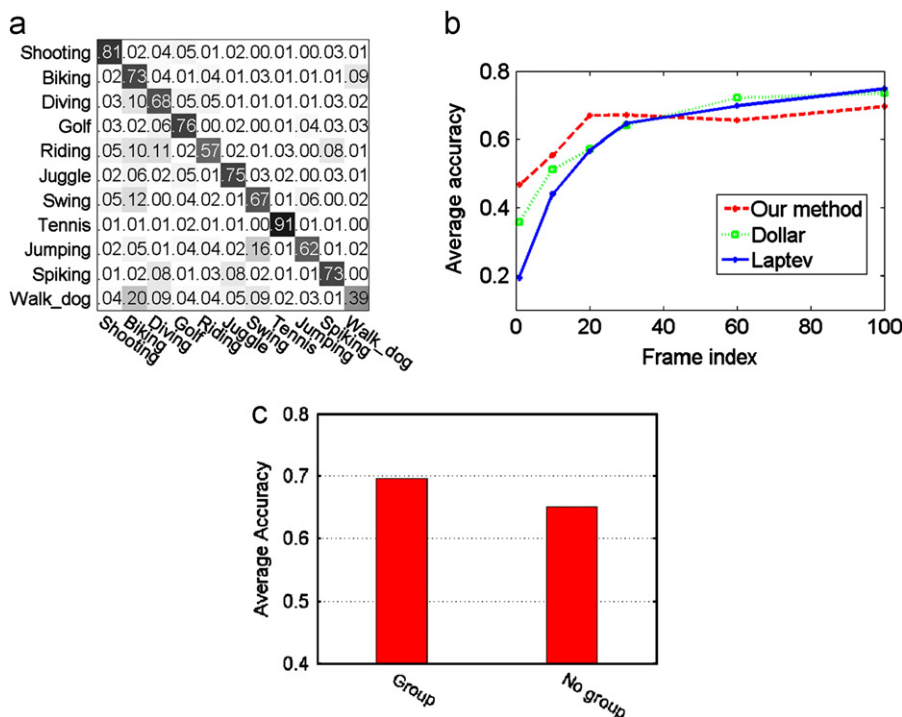 a
Shooting .81 .02 .04 .05 .01 .02 .00 .01 .00 .03 .01
Biking .02 .73 .04 .01 .04 .01 .03 .01 .01 .01 .09
Diving .03 .10 .68 .05 .05 .01 .01 .01 .01 .03 .02
Golf .03 .02 .06 .76 .00 .02 .00 .01 .04 .03 .03
Riding .05 .10 .11 .02 .57 .02 .01 .03 .00 .08 .01
Juggle .02 .06 .02 .05 .01 .75 .03 .02 .00 .03 .01
Swing .05 .12 .00 .04 .02 .01 .67 .01 .06 .00 .02
Tennis .01 .01 .01 .02 .01 .01 .00 .91 .01 .01 .00
Jumping .02 .05 .01 .04 .04 .02 .16 .01 .62 .01 .02
Spiking .01 .02 .08 .01 .03 .08 .02 .01 .01 .73 .00
Walk_dog .04 .20 .09 .04 .04 .05 .09 .02 .03 .01 .39
Shooting Biking Diving Golf Riding Juggle Swing Tennis Jumping Spiking Walk_dog
b
Average accuracy
0.8
0.6
0.4
0.2
Our method
Dollar
Laptev
0 20 40 60 80 100
Frame index
c
Average Accuracy
0.8
0.7
0.6
0.5
0.4
Group No group